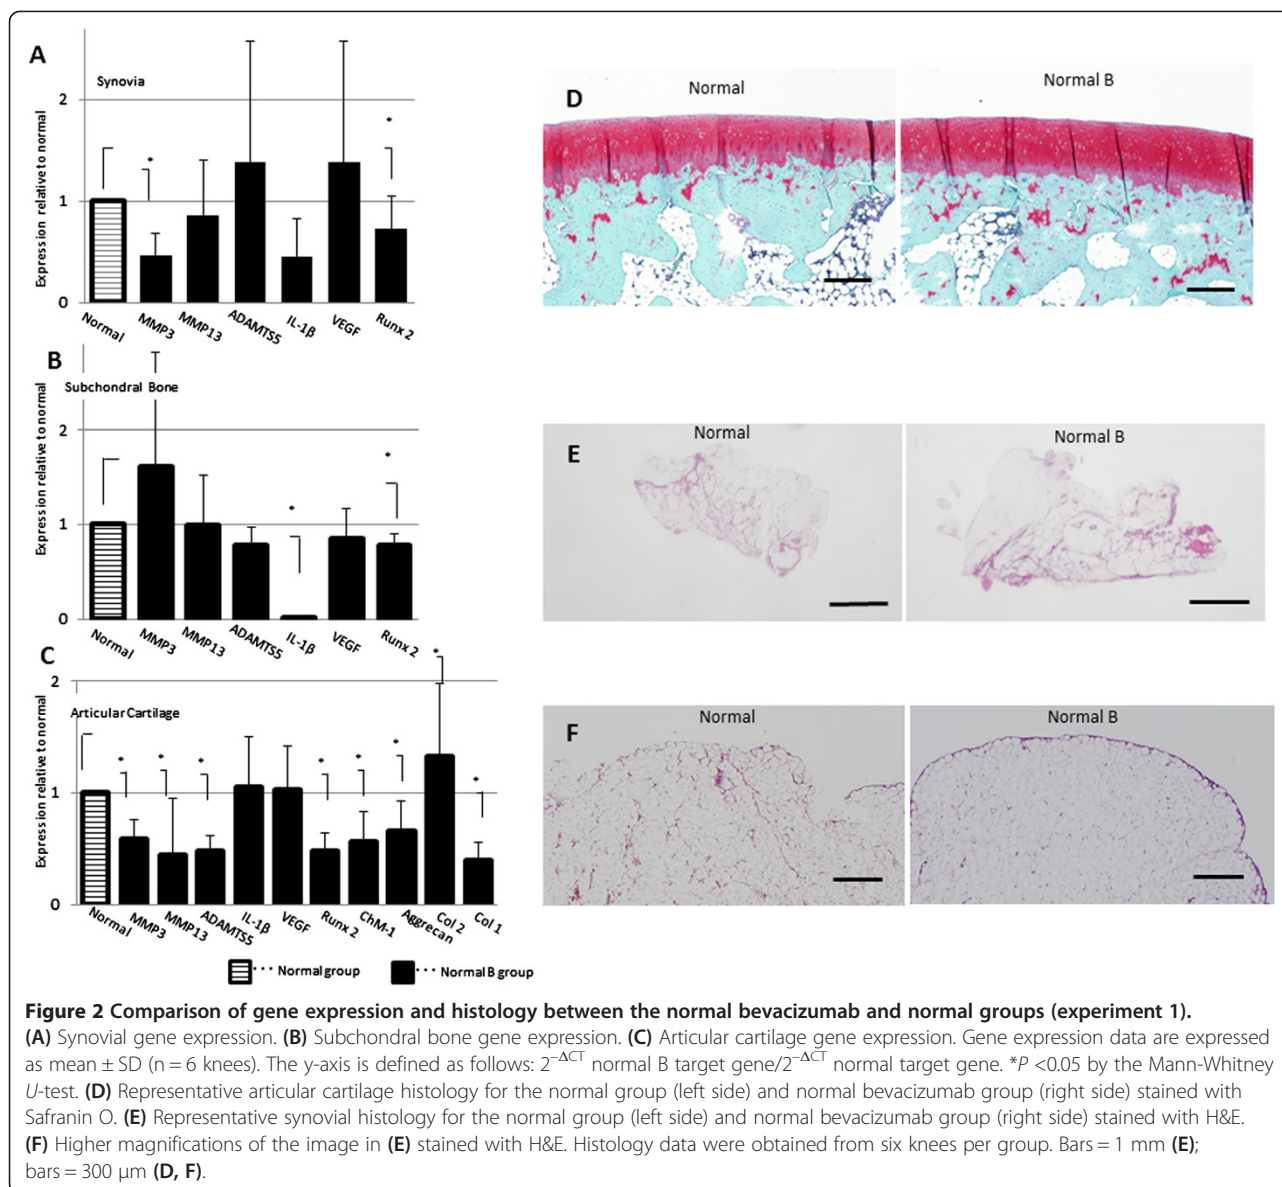 A
Synovia
Expression relative to normal
2
1
0
*
*
Normal
MMP3
MMP13
ADAMTS5
IL-1β
VEGF
Runx 2
B
Subchondral Bone
Expression relative to normal
2
1
0
*
*
Normal
MMP3
MMP13
ADAMTS5
IL-1β
VEGF
Runx 2
C
Articular Cartilage
Expression relative to normal
2
1
0
*
*
*
*
*
*
*
*
Normal
MMP3
MMP13
ADAMTS5
IL-1β
VEGF
Runx 2
ChM-1
Aggrecan
Col 2
Col 1
··· Normal group
··· Normal B group
D
Normal
Normal B
E
Normal
Normal B
F
Normal
Normal B
Figure 2 Comparison of gene expression and histology between the normal bevacizumab and normal groups (experiment 1).
(A) Synovial gene expression. (B) Subchondral bone gene expression. (C) Articular cartilage gene expression. Gene expression data are expressed
as mean ± SD (n = 6 knees). The y-axis is defined as follows: 2⁻ΔCT normal B target gene/2⁻ΔCT normal target gene. *P <0.05 by the Mann-Whitney
U-test. (D) Representative articular cartilage histology for the normal group (left side) and normal bevacizumab group (right side) stained with
Safranin O. (E) Representative synovial histology for the normal group (left side) and normal bevacizumab group (right side) stained with H&E.
(F) Higher magnifications of the image in (E) stained with H&E. Histology data were obtained from six knees per group. Bars = 1 mm (E);
bars = 300 μm (D, F).